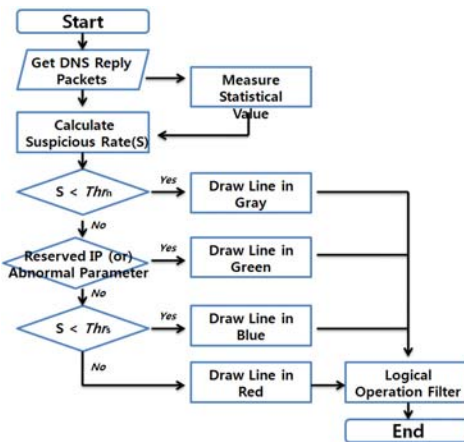 Start
Get DNS Reply
Packets
Measure
Statistical
Value
Calculate
Suspicious Rate(S)
S < Thrn
Yes
Draw Line in
Gray
No
Reserved IP (or)
Abnormal Parameter
Yes
Draw Line in
Green
No
S < Thrs
Yes
Draw Line in
Blue
No
Draw Line in
Red
Logical
Operation Filter
End